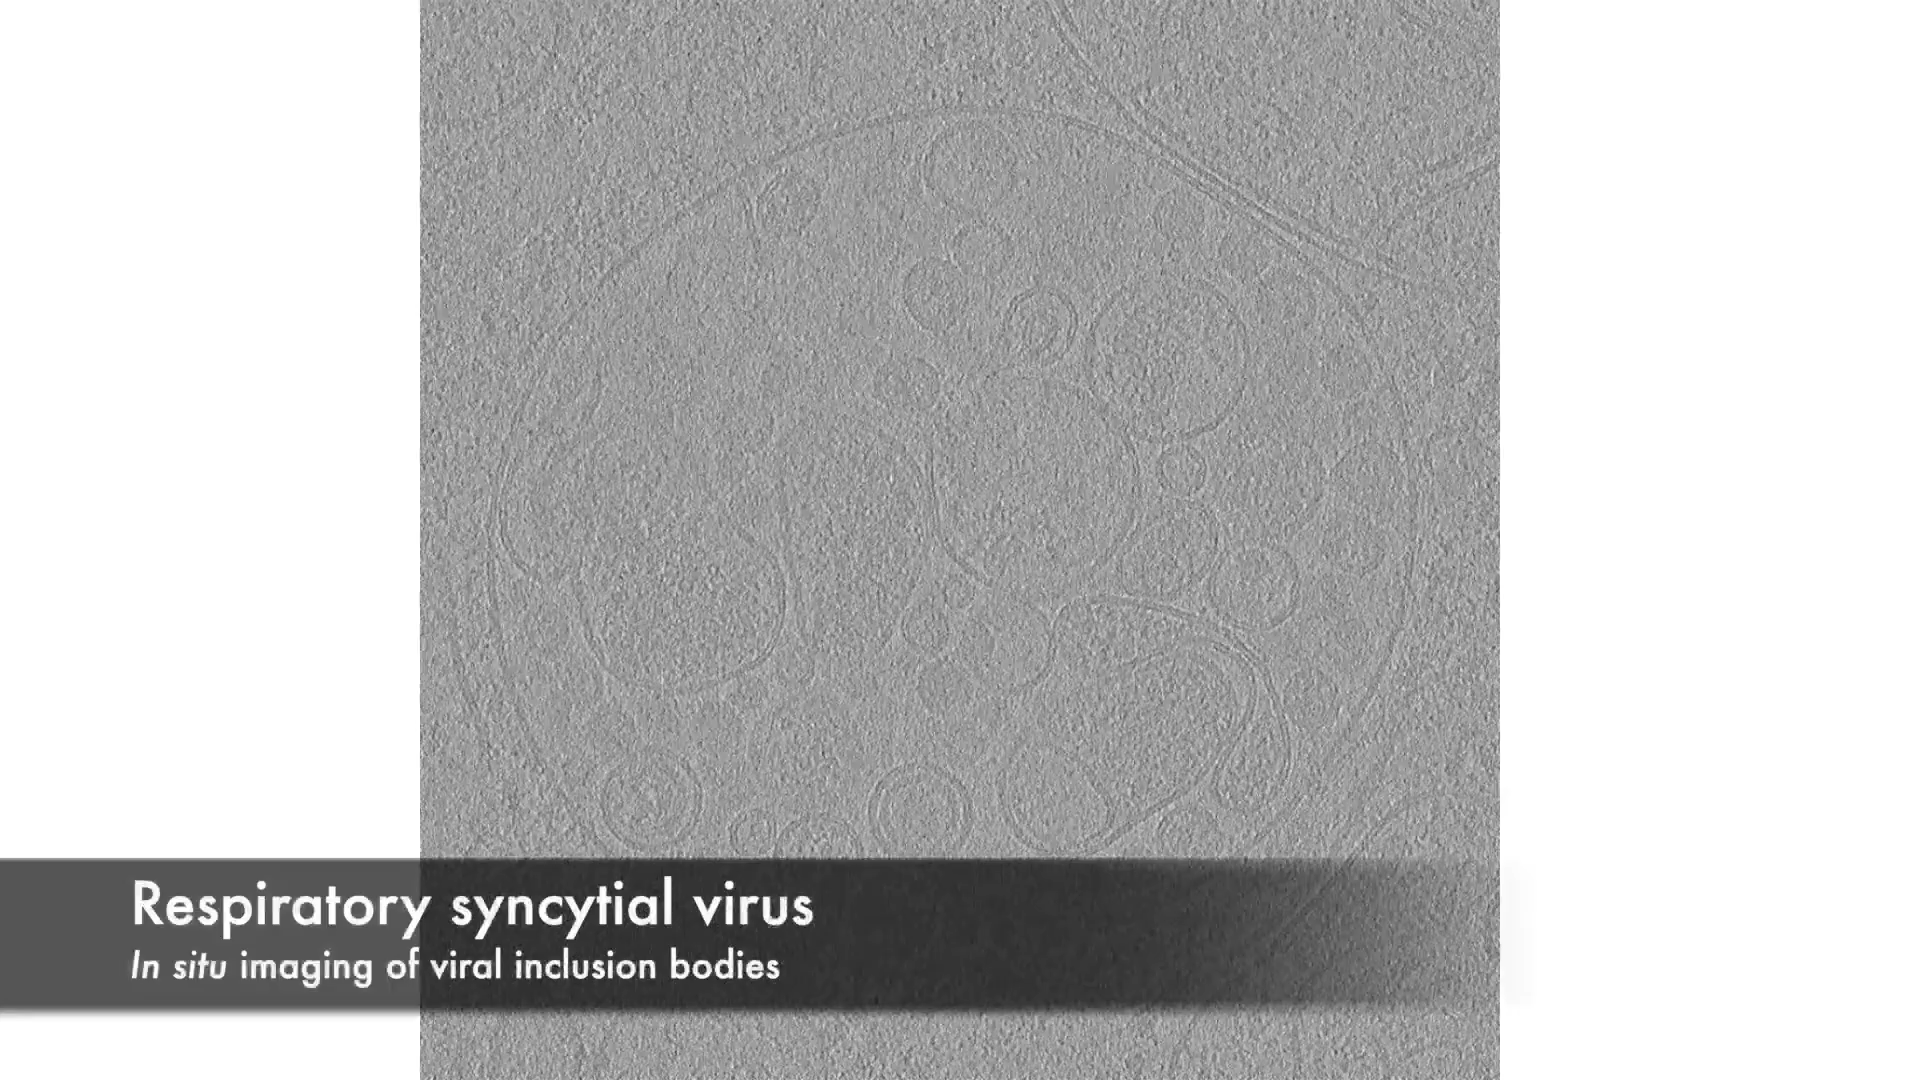 Respiratory syncytial virus
In situ imaging of viral inclusion bodies